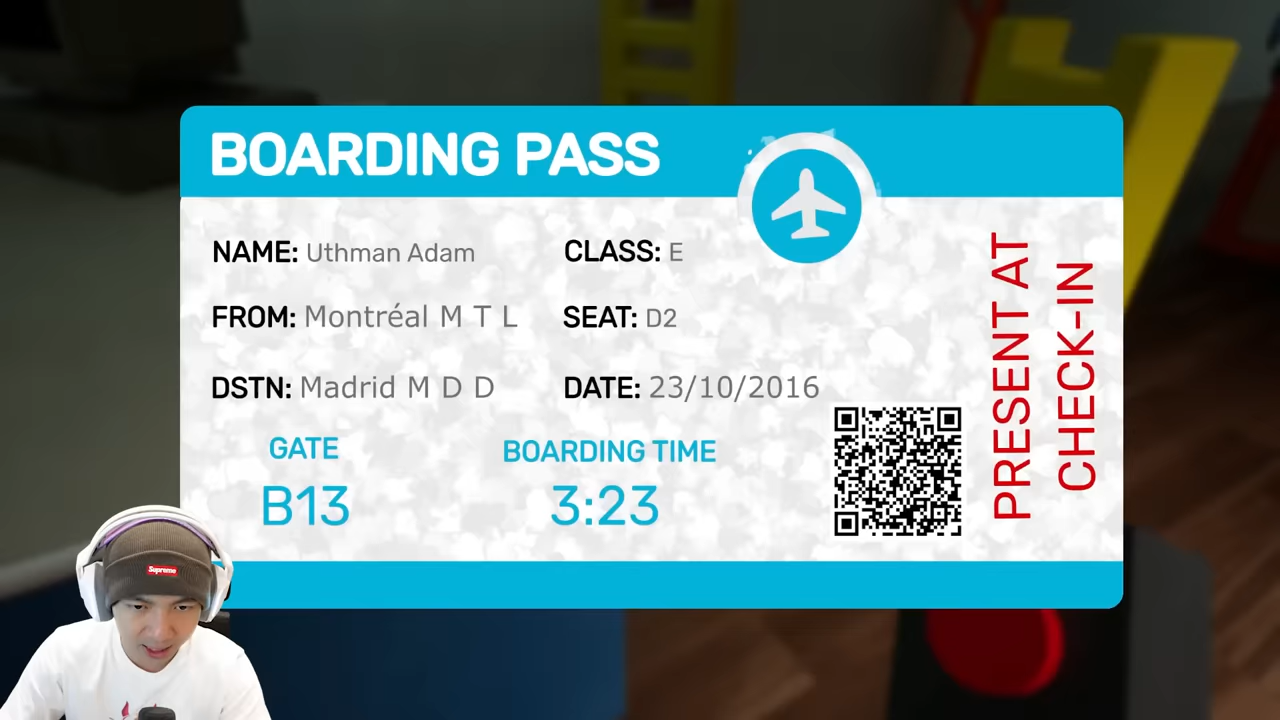 BOARDING PASS
NAME: Uthman Adam
CLASS: E
FROM: Montréal M T L
SEAT: D2
DSTN: Madrid M D D
DATE: 23/10/2016
GATE
BOARDING TIME
B13
3:23
PRESENT AT
CHECK-IN
Supreme